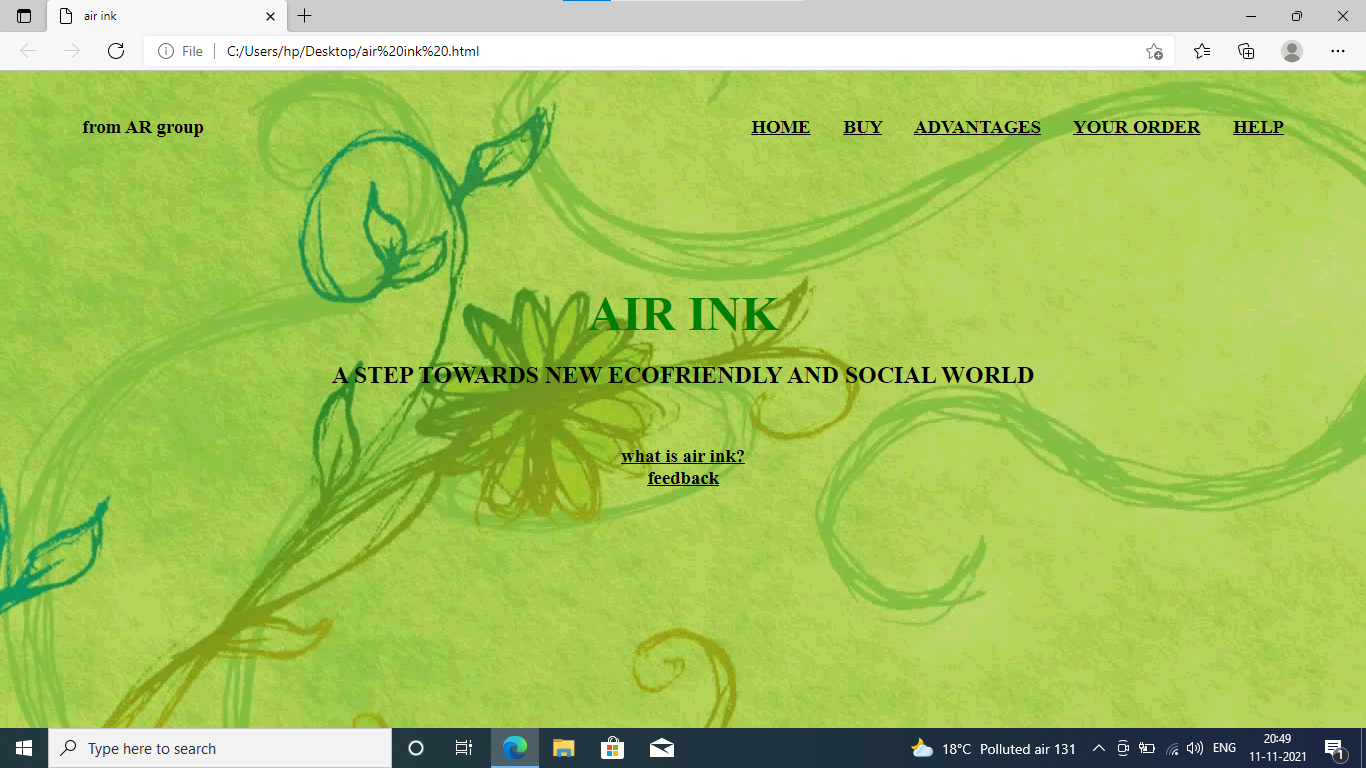 air ink
File
C:/Users/hp/Desktop/air%20ink%20.html
from AR group
HOME BUY ADVANTAGES YOUR ORDER HELP
AIR INK
A STEP TOWARDS NEW ECOFRIENDLY AND SOCIAL WORLD
what is air ink?
feedback
Type here to search
18°C Polluted air 131
ENG
20:49
11-11-2021
1